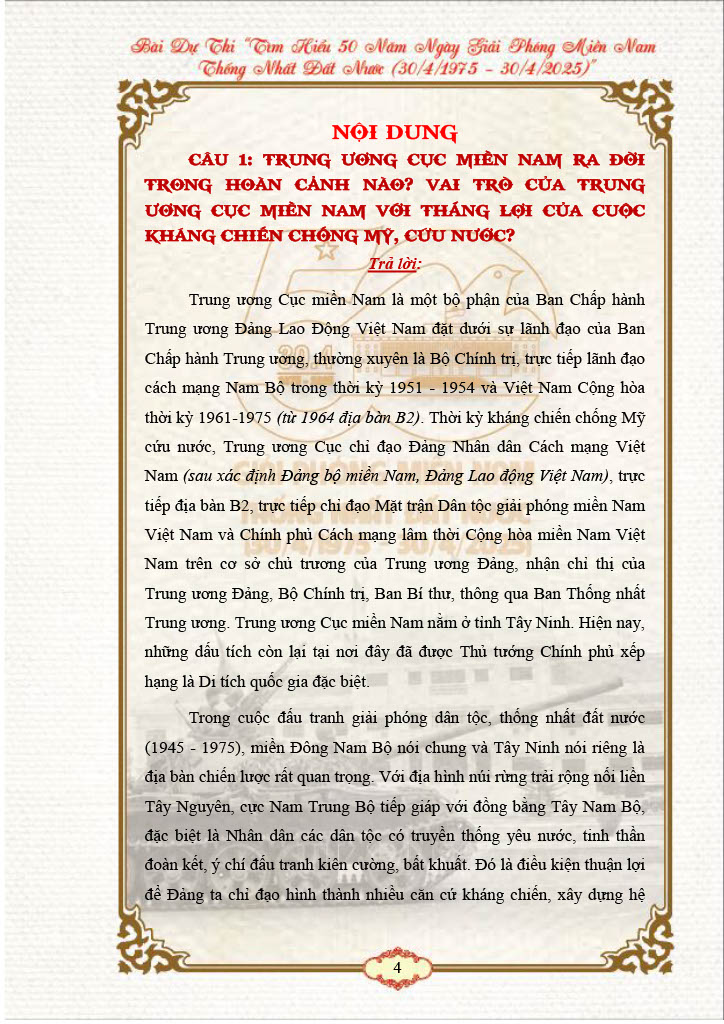 Bài Dự Thi “Tìm Hiểu 50 Năm Ngày Giải Phóng Miền Nam
Thống Nhất Đất Nước (30/4/1975 – 30/4/2025)”
NỘI DUNG
CÂU 1: TRUNG ƯƠNG CỤC MIỀN NAM RA ĐỜI
TRONG HOÀN CẢNH NÀO? VAI TRÒ CỦA TRUNG
ƯƠNG CỤC MIỀN NAM VỚI THẮNG LỢI CỦA CUỘC
KHÁNG CHIẾN CHỐNG MỸ, CỨU NƯỚC?
Trả lời:
Trung ương Cục miền Nam là một bộ phận của Ban Chấp hành
Trung ương Đảng Lao Động Việt Nam đặt dưới sự lãnh đạo của Ban
Chấp hành Trung ương, thường xuyên là Bộ Chính trị, trực tiếp lãnh đạo
cách mạng Nam Bộ trong thời kỳ 1951 - 1954 và Việt Nam Cộng hòa
thời kỳ 1961-1975 (từ 1964 địa bàn B2). Thời kỳ kháng chiến chống Mỹ
cứu nước, Trung ương Cục chỉ đạo Đảng Nhân dân Cách mạng Việt
Nam (sau xác định Đảng bộ miền Nam, Đảng Lao động Việt Nam), trực
tiếp địa bàn B2, trực tiếp chỉ đạo Mặt trận Dân tộc giải phóng miền Nam
Việt Nam và Chính phủ Cách mạng lâm thời Cộng hòa miền Nam Việt
Nam trên cơ sở chủ trương của Trung ương Đảng, nhận chỉ thị của
Trung ương Đảng, Bộ Chính trị, Ban Bí thư, thông qua Ban Thống nhất
Trung ương. Trung ương Cục miền Nam nằm ở tỉnh Tây Ninh. Hiện nay,
những dấu tích còn lại tại nơi đây đã được Thủ tướng Chính phủ xếp
hạng là Di tích quốc gia đặc biệt.
Trong cuộc đấu tranh giải phóng dân tộc, thống nhất đất nước
(1945 - 1975), miền Đông Nam Bộ nói chung và Tây Ninh nói riêng là
địa bàn chiến lược rất quan trọng. Với địa hình núi rừng trải rộng nối liền
Tây Nguyên, cực Nam Trung Bộ tiếp giáp với đồng bằng Tây Nam Bộ,
đặc biệt là Nhân dân các dân tộc có truyền thống yêu nước, tinh thần
đoàn kết, ý chí đấu tranh kiên cường, bất khuất. Đó là điều kiện thuận lợi
để Đảng ta chỉ đạo hình thành nhiều căn cứ kháng chiến, xây dựng hệ
50
30.4
GIẢI PHÓNG MIỀN NAM
THỐNG NHẤT ĐẤT NƯỚC
(30/4/1975 - 30/4/2025)
4